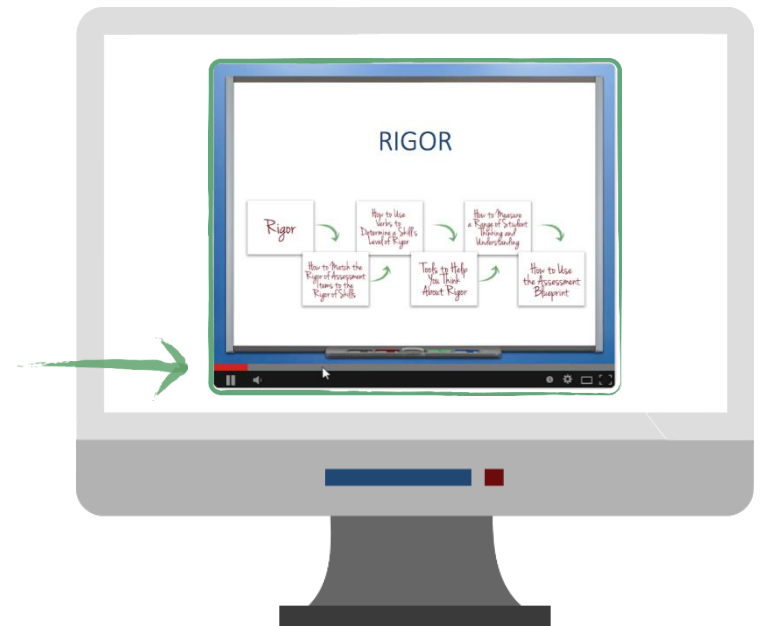 RIGOR
Rigor
How to Match the
Rigor of Assessment
Items to the
Rigor of Skills
How to Use
Verbs to
Determine a Skill's
Level of Rigor
Tools to Help
You Think
About Rigor
How to Measure
a Range of Student
Thinking and
Understanding
How to Use
the Assessment
Blueprint